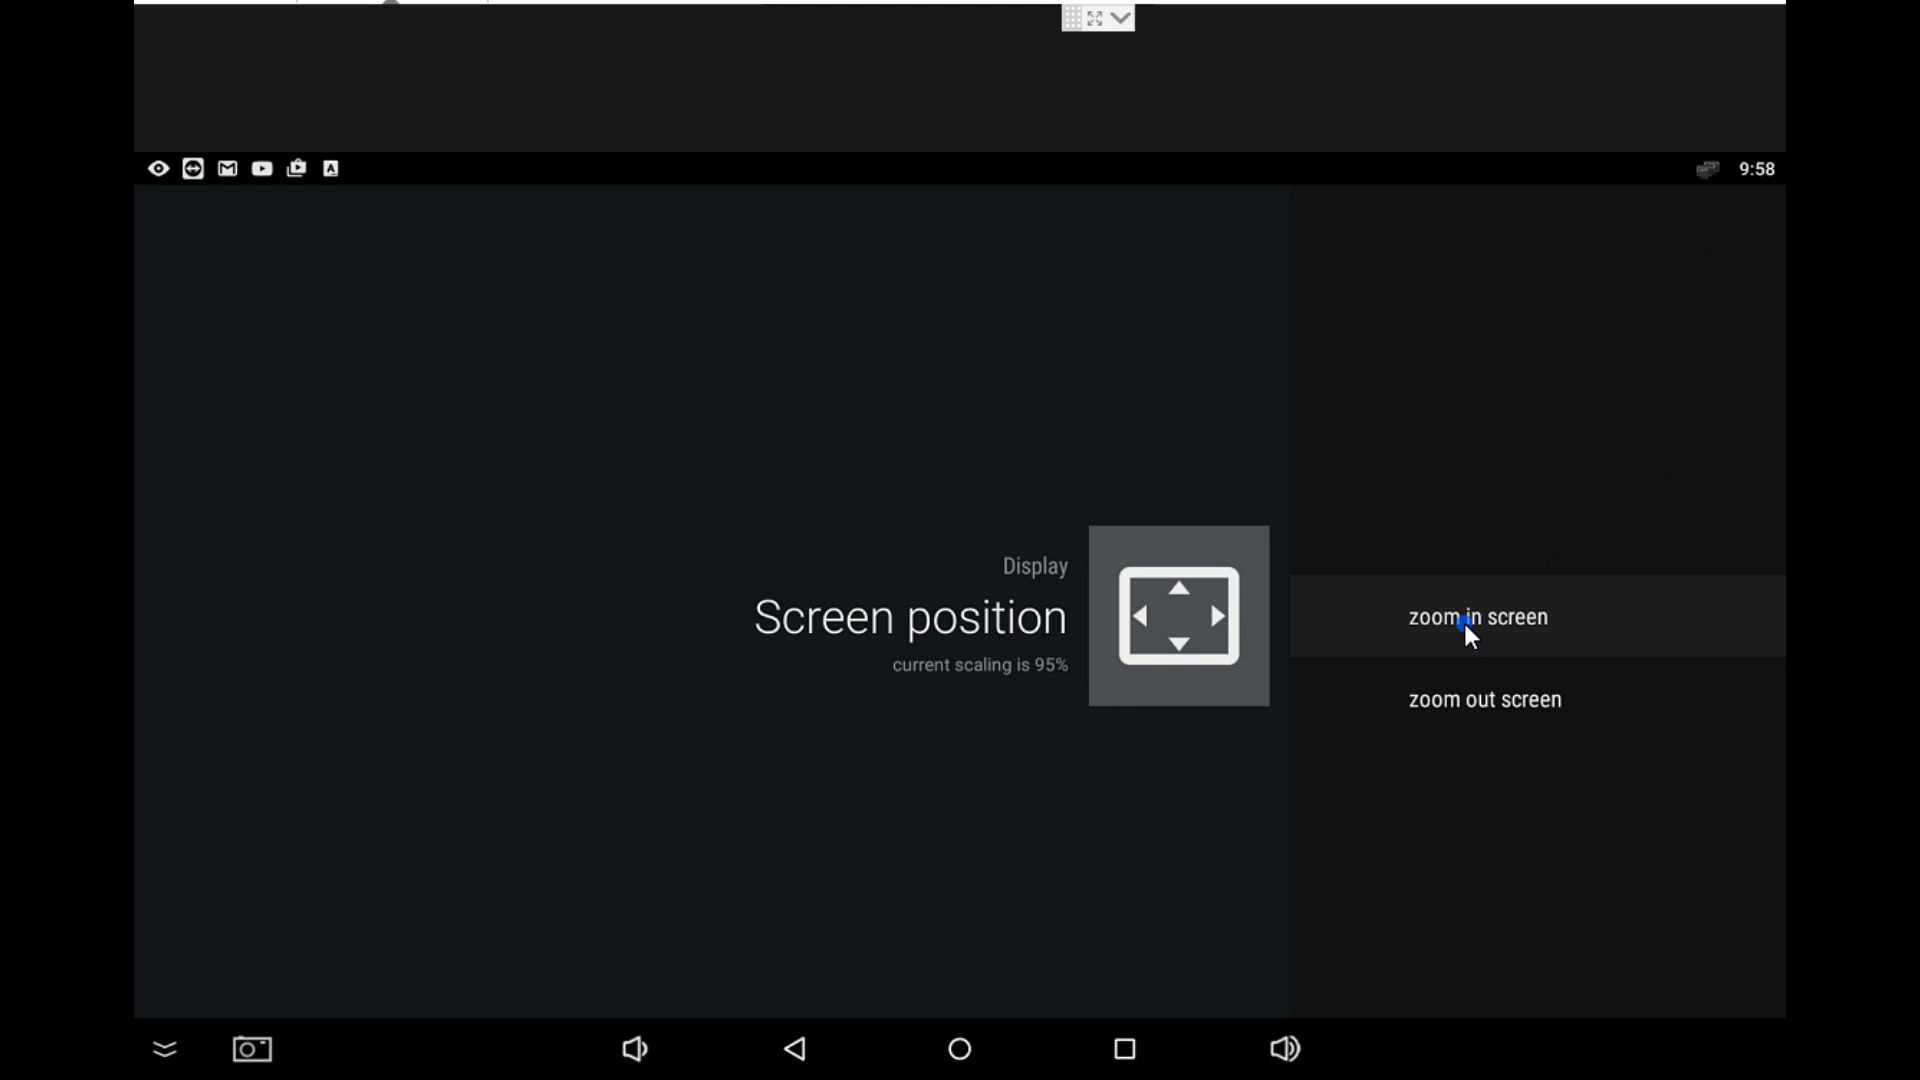 9:58
Display
Screen position
current scaling is 95%
zoom in screen
zoom out screen